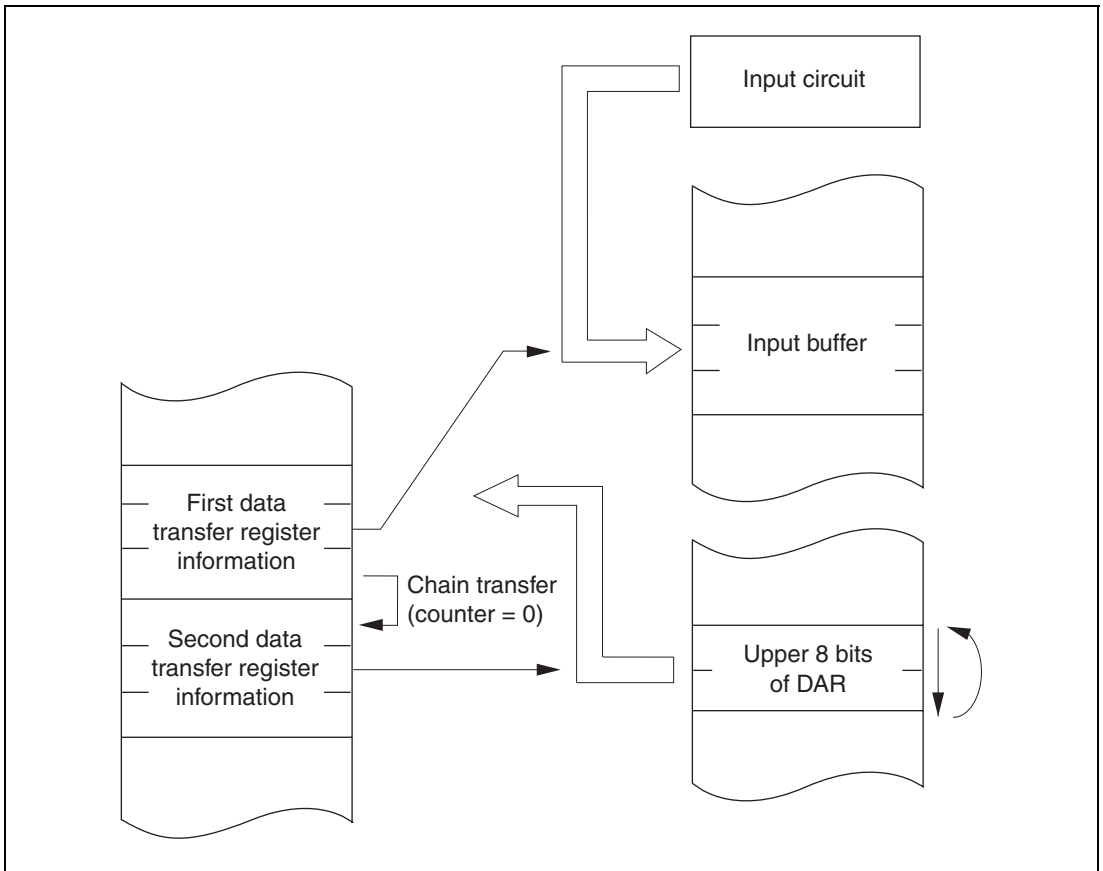 Input circuit
Input buffer
First data
transfer register
information
Chain transfer
(counter = 0)
Second data
transfer register
information
Upper 8 bits
of DAR